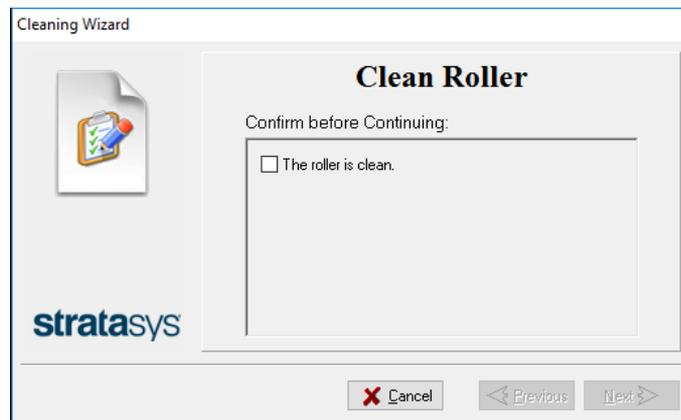 Cleaning Wizard
Clean Roller
Confirm before Continuing:
The roller is clean.
stratasys
Cancel
Previous
Next